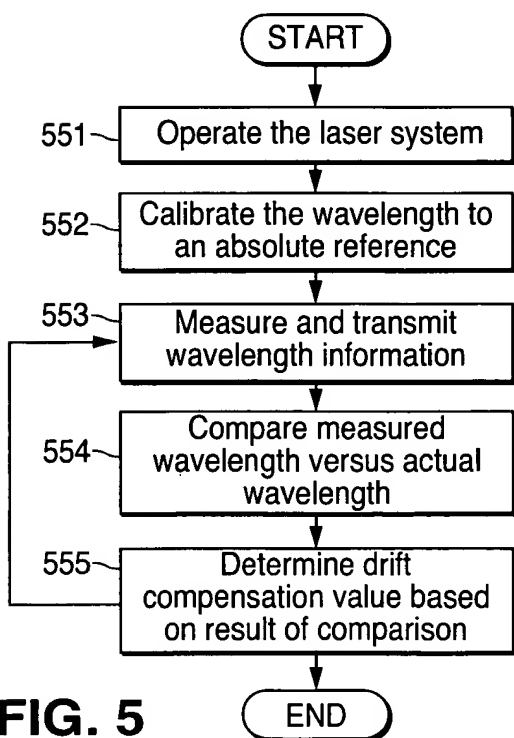 START
551
Operate the laser system
552
Calibrate the wavelength to
an absolute reference
553
Measure and transmit
wavelength information
554
Compare measured
wavelength versus actual
wavelength
555
Determine drift
compensation value based
on result of comparison
FIG. 5
END